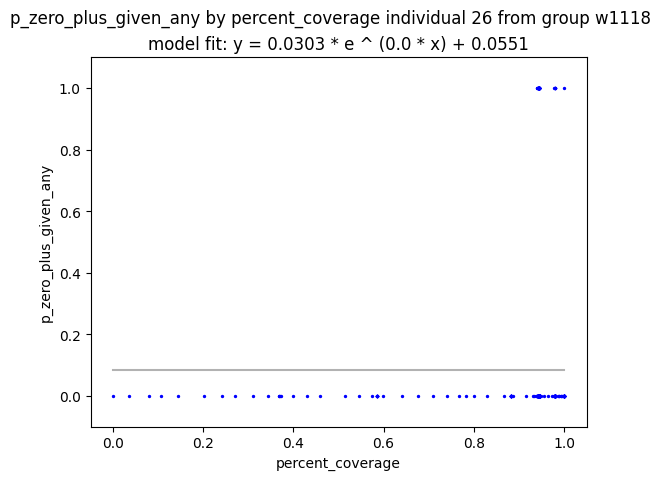 p_zero_plus_given_any by percent_coverage individual 26 from group w1118
model fit: y = 0.0303 * e ^ (0.0 * x) + 0.0551
1.0
0.8
0.6
0.4
0.2
0.0
p_zero_plus_given_any
0.0 0.2 0.4 0.6 0.8 1.0
percent_coverage